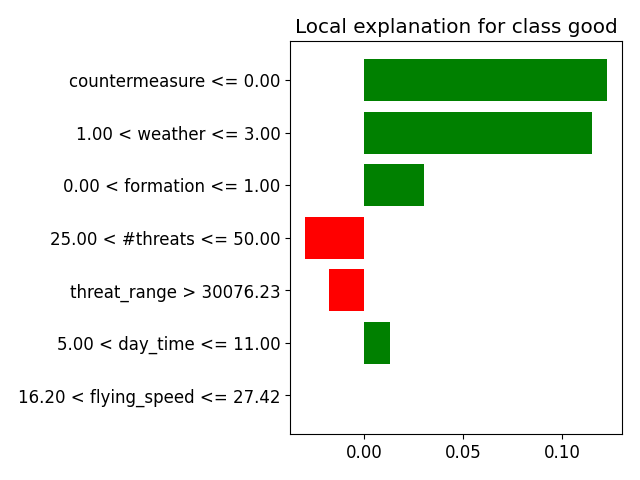 Local explanation for class good
countermeasure <= 0.00
1.00 < weather <= 3.00
0.00 < formation <= 1.00
25.00 < #threats <= 50.00
threat_range > 30076.23
5.00 < day_time <= 11.00
16.20 < flying_speed <= 27.42
0.00 0.05 0.10